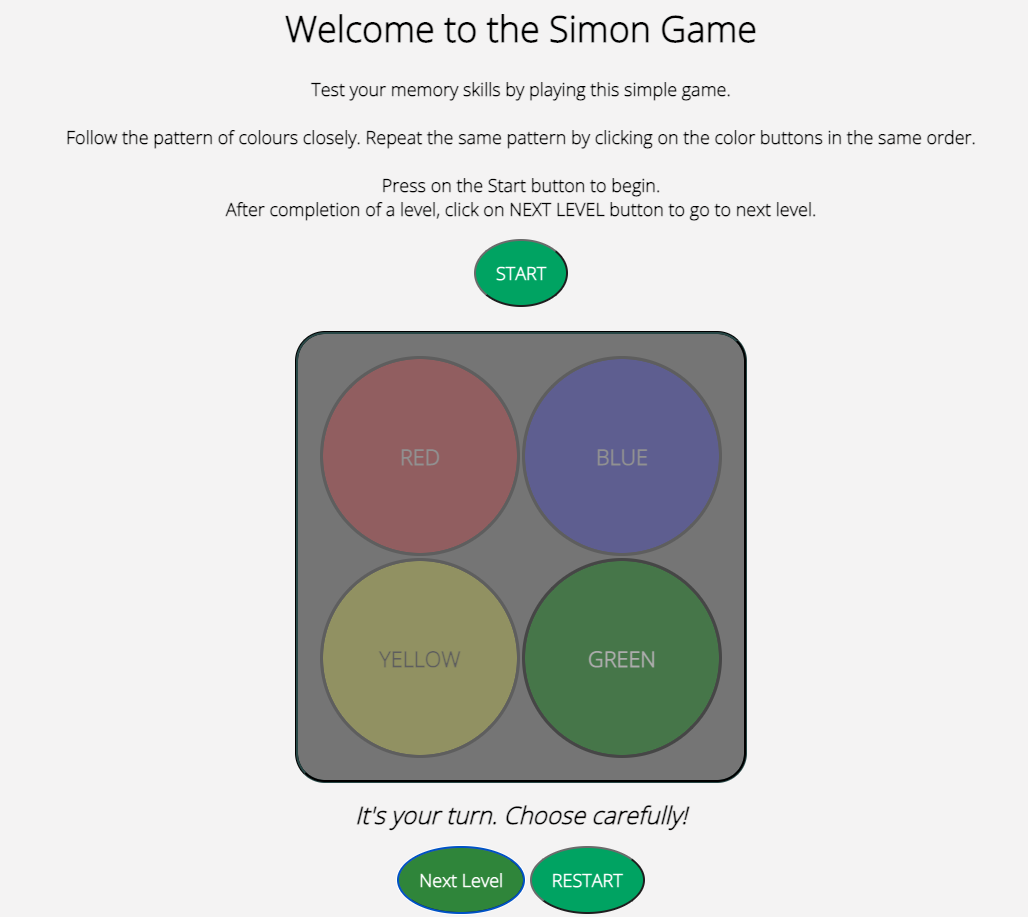 Welcome to the Simon Game
Test your memory skills by playing this simple game.
Follow the pattern of colours closely. Repeat the same pattern by clicking on the color buttons in the same order.
Press on the Start button to begin.
After completion of a level, click on NEXT LEVEL button to go to next level.
START
RED BLUE
YELLOW GREEN
It's your turn. Choose carefully!
Next Level RESTART